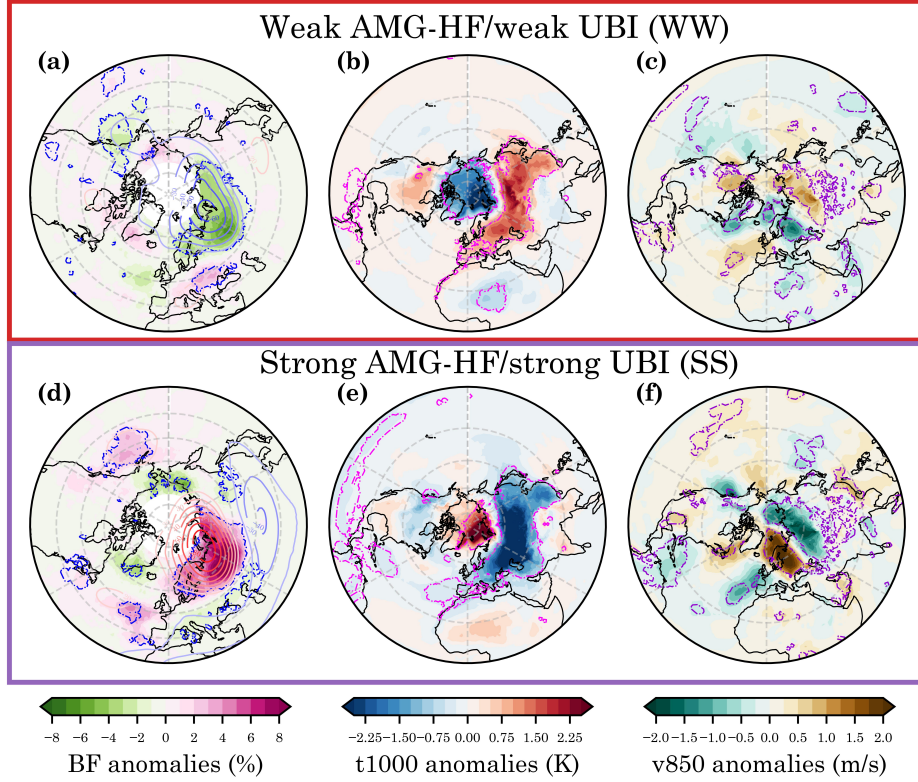 Weak AMG-HF/weak UBI (WW)
(a) (b) (c)
Strong AMG-HF/strong UBI (SS)
(d) (e) (f)
−8 −6 −4 −2 0 2 4 6 8
−2.25 −1.50 −0.75 0.00 0.75 1.50 2.25
−2.0 −1.5 −1.0 −0.5 0.0 0.5 1.0 1.5 2.0
BF anomalies (%) t1000 anomalies (K) v850 anomalies (m/s)